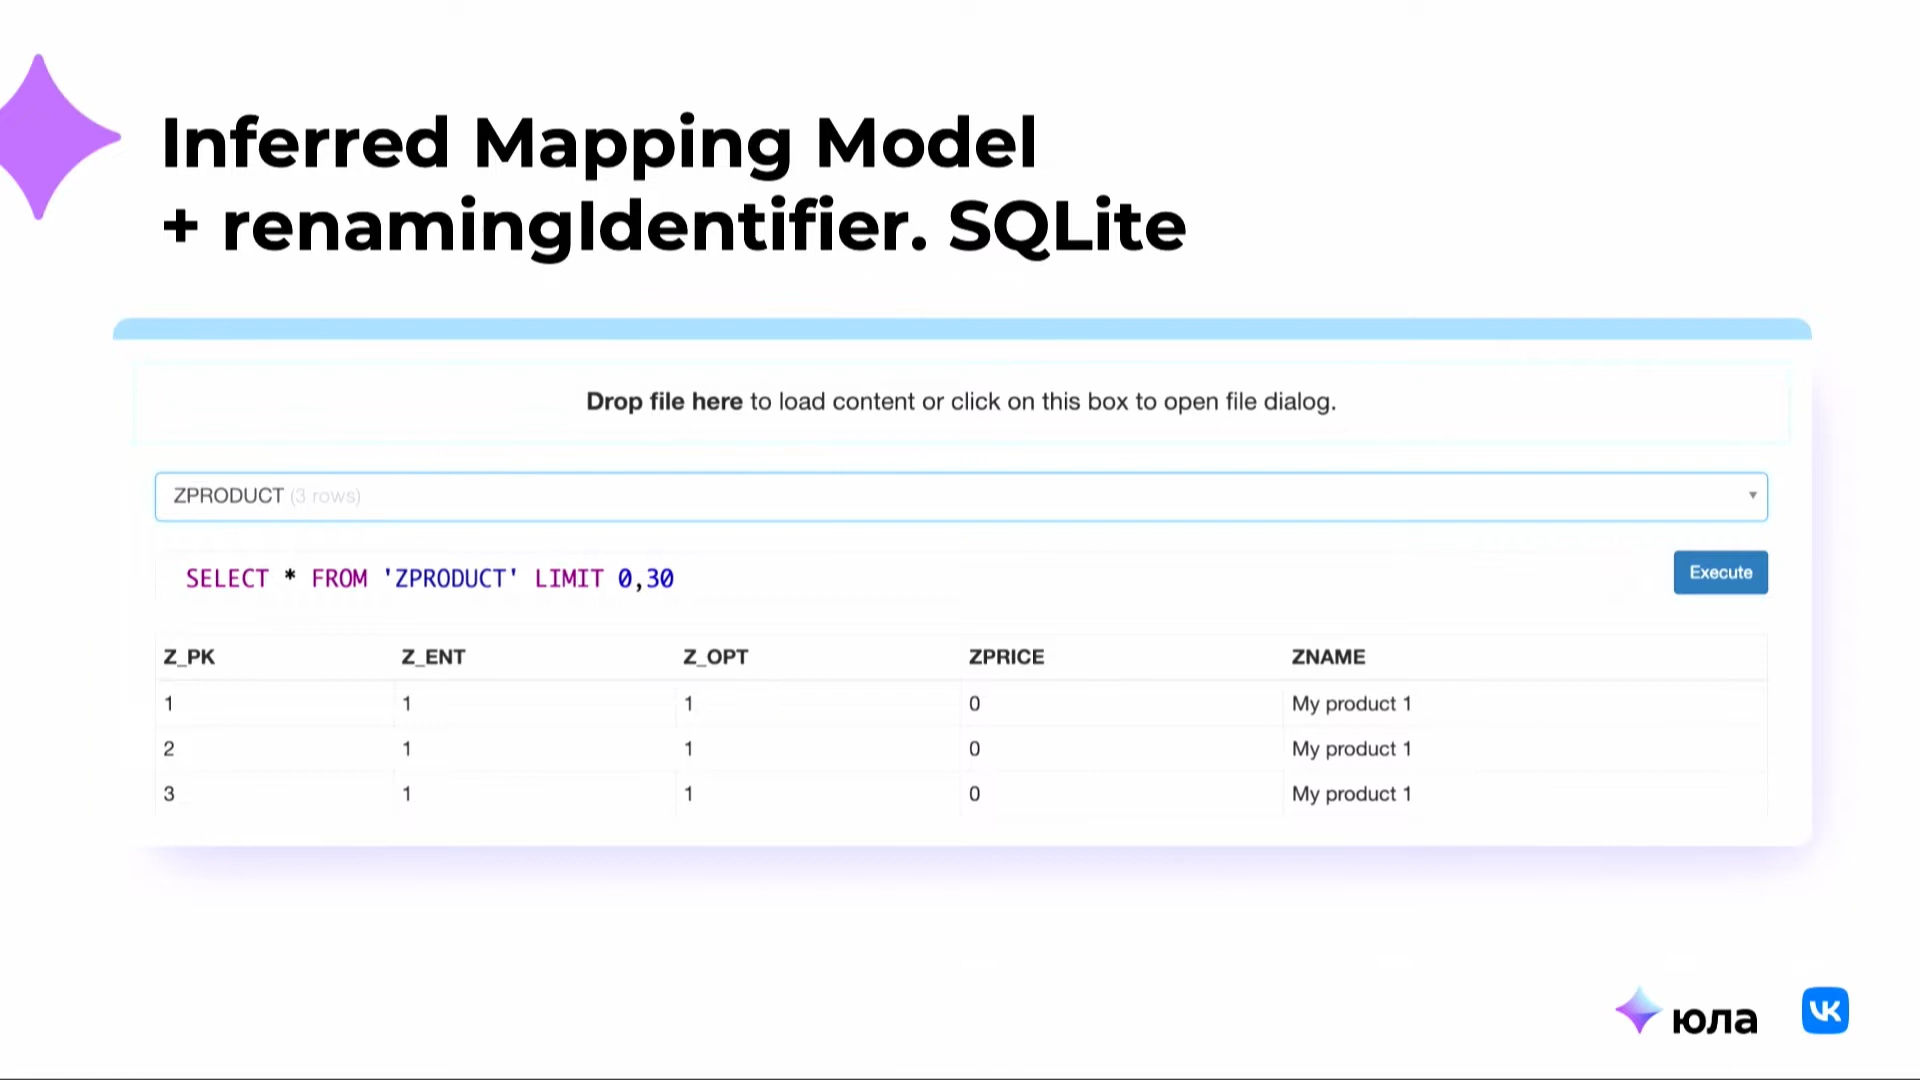 Inferred Mapping Model
+ renamingIdentifier. SQLite
Drop file here to load content or click on this box to open file dialog.
ZPRODUCT (3 rows)
SELECT * FROM 'ZPRODUCT' LIMIT 0,30
Execute
Z_PK Z_ENT Z_OPT ZPRICE ZNAME
1 1 1 0 My product 1
2 1 1 0 My product 1
3 1 1 0 My product 1
юла
VK